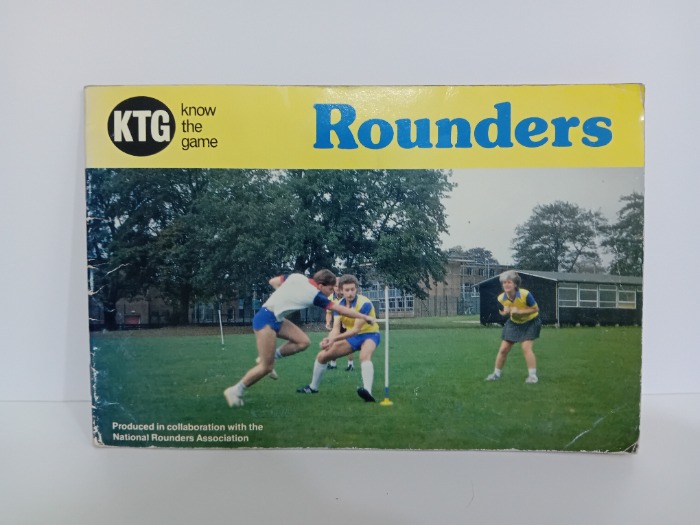 KTG
know
the
game
Rounders
Produced in collaboration with the
National Rounders Association